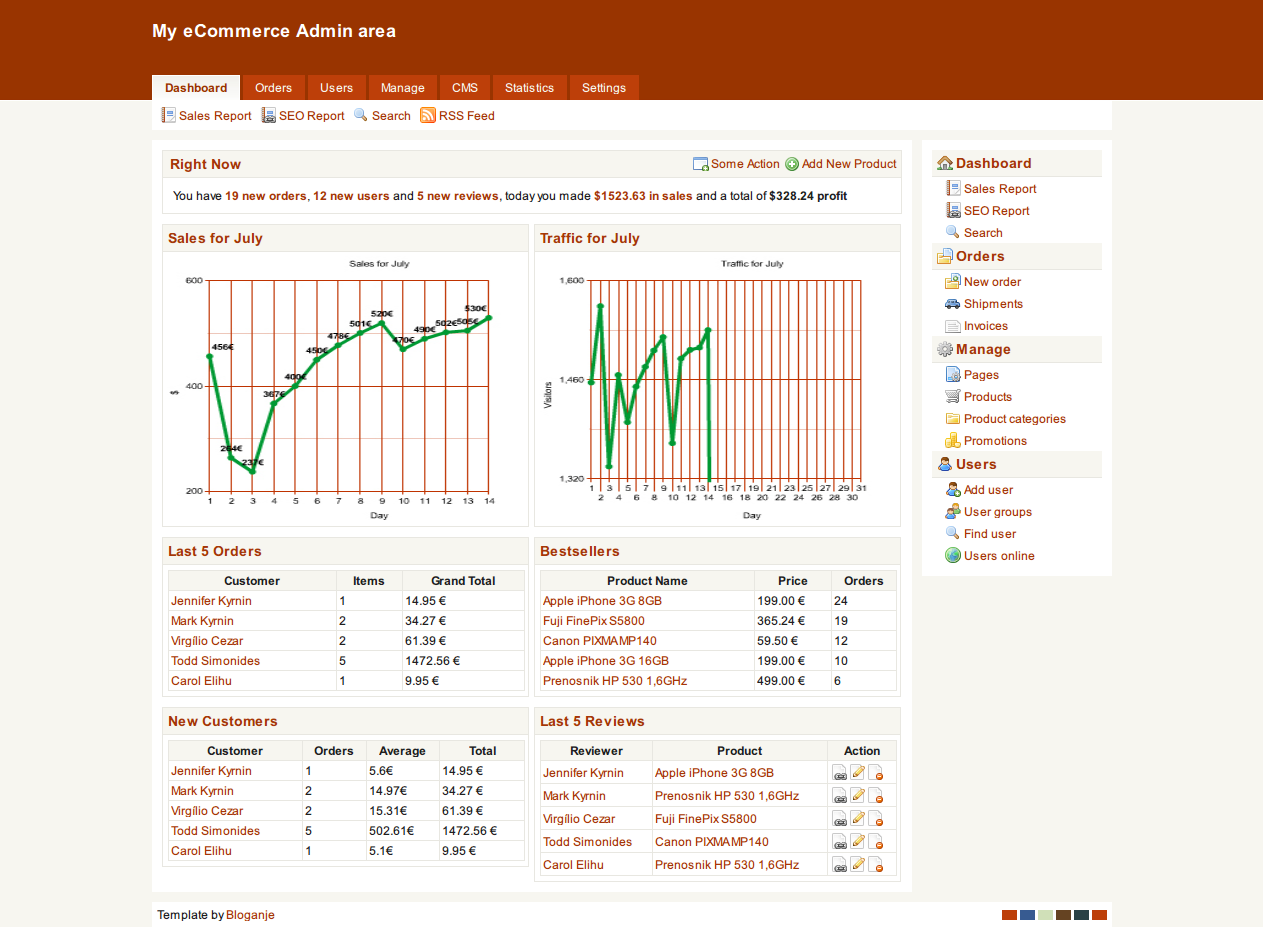 My eCommerce Admin area
Dashboard Orders Users Manage CMS Statistics Settings
Sales Report SEO Report Search RSS Feed
Right Now Some Action Add New Product
You have 19 new orders, 12 new users and 5 new reviews, today you made $1523.63 in sales and a total of $328.24 profit
Sales for July
Sales for July
600
400
200
$
456€ 264€ 237€ 367€ 400€ 450€ 478€ 501€ 520€ 470€ 490€ 502€ 505€ 530€
1 2 3 4 5 6 7 8 9 10 11 12 13 14
Day
Traffic for July
Traffic for July
1,600
1,460
1,320
Visitors
1 3 5 7 9 11 13 15 17 19 21 23 25 27 29 31
2 4 6 8 10 12 14 16 18 20 22 24 26 28 30
Day
Last 5 Orders
Customer Items Grand Total
Jennifer Kyrnin 1 14.95 €
Mark Kyrnin 2 34.27 €
Virgílio Cezar 2 61.39 €
Todd Simonides 5 1472.56 €
Carol Elihu 1 9.95 €
Bestsellers
Product Name Price Orders
Apple iPhone 3G 8GB 199.00 € 24
Fuji FinePix S5800 365.24 € 19
Canon PIXMA MP140 59.50 € 12
Apple iPhone 3G 16GB 199.00 € 10
Prenosnik HP 530 1,6GHz 499.00 € 6
New Customers
Customer Orders Average Total
Jennifer Kyrnin 1 5.6€ 14.95 €
Mark Kyrnin 2 14.97€ 34.27 €
Virgílio Cezar 2 15.31€ 61.39 €
Todd Simonides 5 502.61€ 1472.56 €
Carol Elihu 1 5.1€ 9.95 €
Last 5 Reviews
Reviewer Product Action
Jennifer Kyrnin Apple iPhone 3G 8GB
Mark Kyrnin Prenosnik HP 530 1,6GHz
Virgílio Cezar Fuji FinePix S5800
Todd Simonides Canon PIXMA MP140
Carol Elihu Prenosnik HP 530 1,6GHz
Dashboard
Sales Report
SEO Report
Search
Orders
New order
Shipments
Invoices
Manage
Pages
Products
Product categories
Promotions
Users
Add user
User groups
Find user
Users online
Template by Bloganje